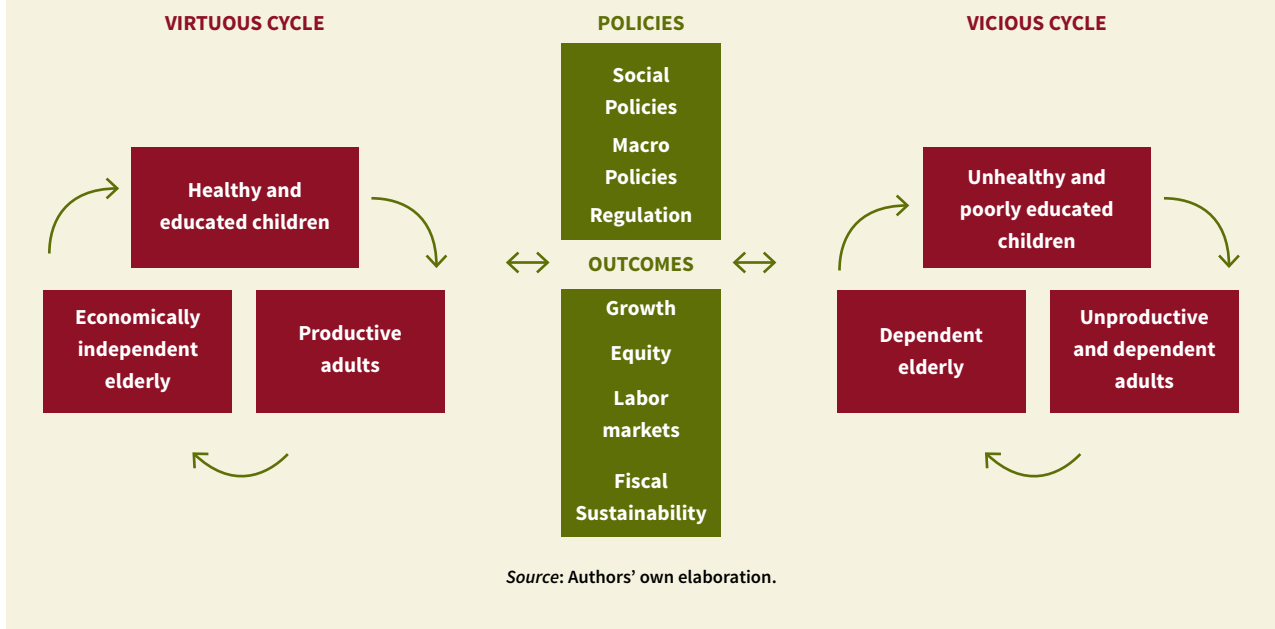 VIRTUOUS CYCLE
Healthy and
educated children
Economically
independent
elderly
Productive
adults
POLICIES
Social
Policies
Macro
Policies
Regulation
OUTCOMES
Growth
Equity
Labor
markets
Fiscal
Sustainability
VICIOUS CYCLE
Unhealthy and
poorly educated
children
Dependent
elderly
Unproductive
and dependent
adults
Source: Authors’ own elaboration.